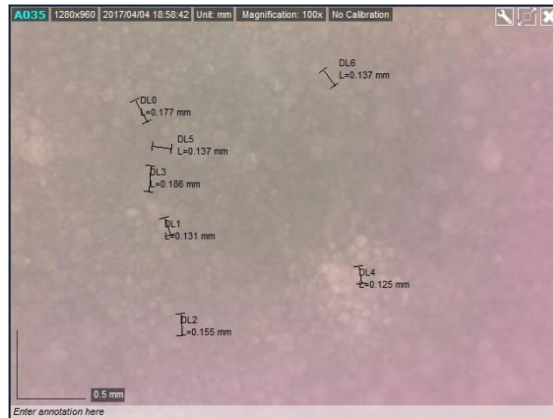 A035 1280x960 2017/04/04 18:58:42 Unit: mm Magnification: 100x No Calibration
DL6
L=0.137 mm
DL0
L=0.177 mm
DL5
L=0.137 mm
DL3
L=0.186 mm
DL1
L=0.131 mm
DL4
L=0.125 mm
DL2
L=0.155 mm
0.5 mm
Enter annotation here